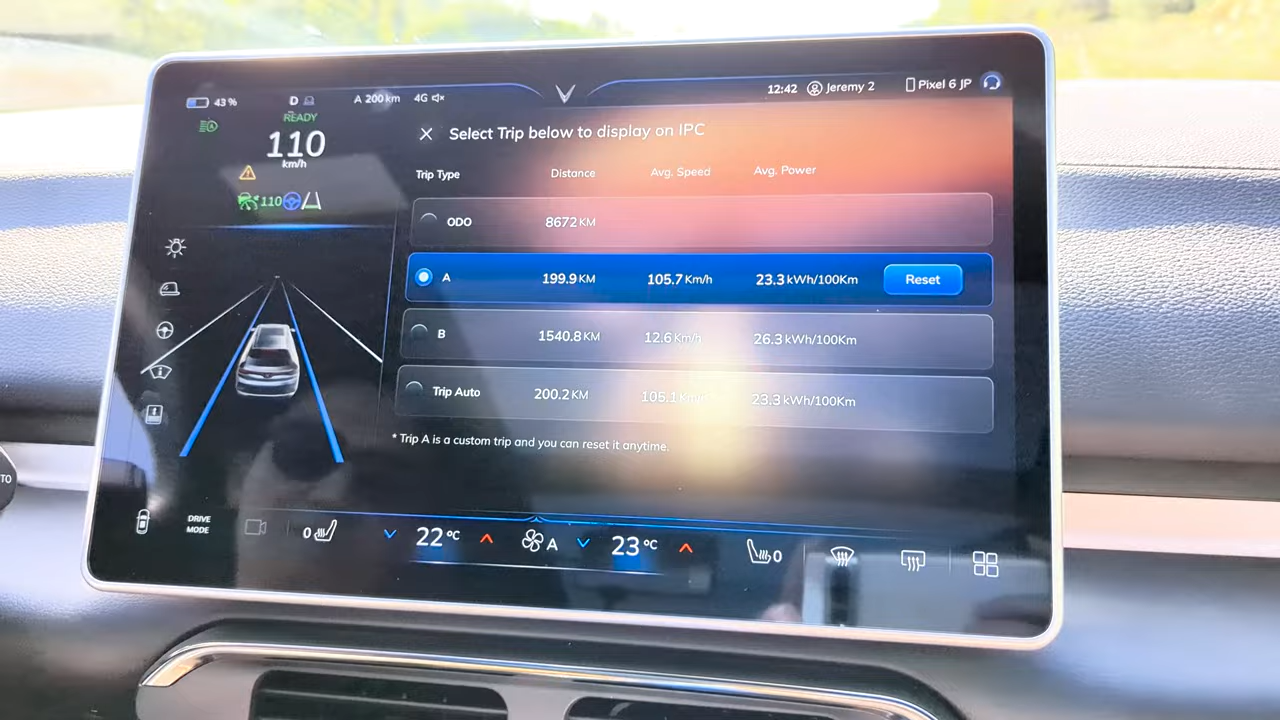 43 %
D
READY
110
km/h
110
A 200 km
4G
12:42
Jeremy 2
Pixel 6 JP
Select Trip below to display on IPC
Trip Type Distance Avg. Speed Avg. Power
ODO 8672 KM
A 199.9 KM 105.7 Km/h 23.3 kWh/100Km Reset
B 1540.8 KM 12.6 Km/h 26.3 kWh/100Km
Trip Auto 200.2 KM 105.1 Km/h 23.3 kWh/100Km
* Trip A is a custom trip and you can reset it anytime.
TO
DRIVE
MODE
0
22 °C
A
23 °C
0